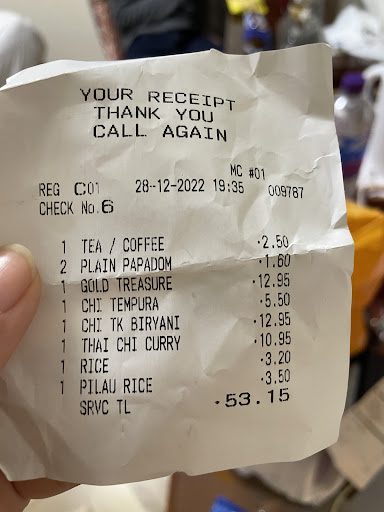 YOUR RECEIPT
THANK YOU
CALL AGAIN
MC #01
REG C01 28-12-2022 19:35 009787
CHECK No.6
1 TEA / COFFEE ·2.50
2 PLAIN PAPADOM ·1.60
1 GOLD TREASURE ·12.95
1 CHI TEMPURA ·5.50
1 CHI TK BIRYANI ·12.95
1 THAI CHI CURRY ·10.95
1 RICE ·3.20
1 PILAU RICE ·3.50
SRVC TL ·53.15